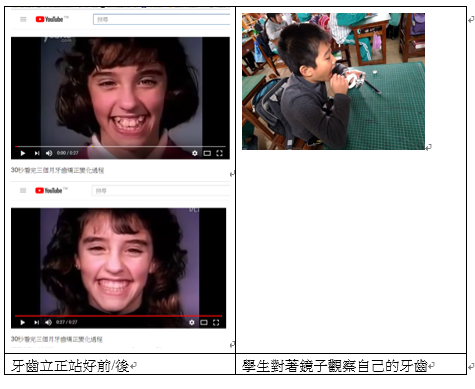 YouTube TW
搜尋
0:00 / 0:27
30秒看完三個月牙齒矯正變化過程
YouTube TW
搜尋
0:27 / 0:27
30秒看完三個月牙齒矯正變化過程
牙齒立正站好前/後
學生對著鏡子觀察自己的牙齒